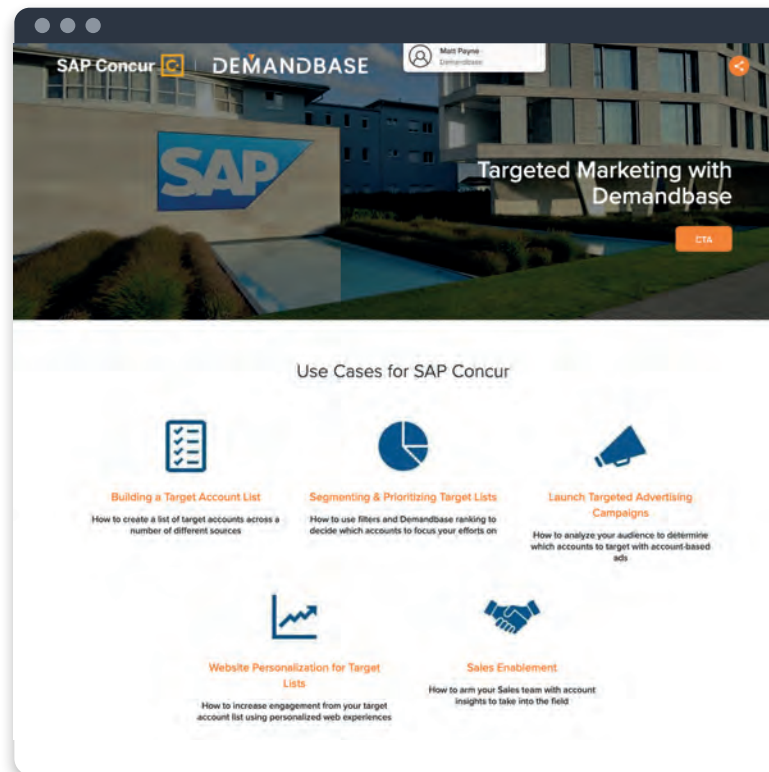 SAP Concur C. DEMANDBASE
Matt Payne
Demandbase
SAP
Targeted Marketing with
Demandbase
CTA
Use Cases for SAP Concur
Building a Target Account List
How to create a list of target accounts across a
number of different sources
Segmenting & Prioritizing Target Lists
How to use filters and Demandbase ranking to
decide which accounts to focus your efforts on
Launch Targeted Advertising
Campaigns
How to analyze your audience to determine
which accounts to target with account-based
ads
Website Personalization for Target
Lists
How to increase engagement from your target
account list using personalized web experiences
Sales Enablement
How to arm your Sales team with account
insights to take into the field